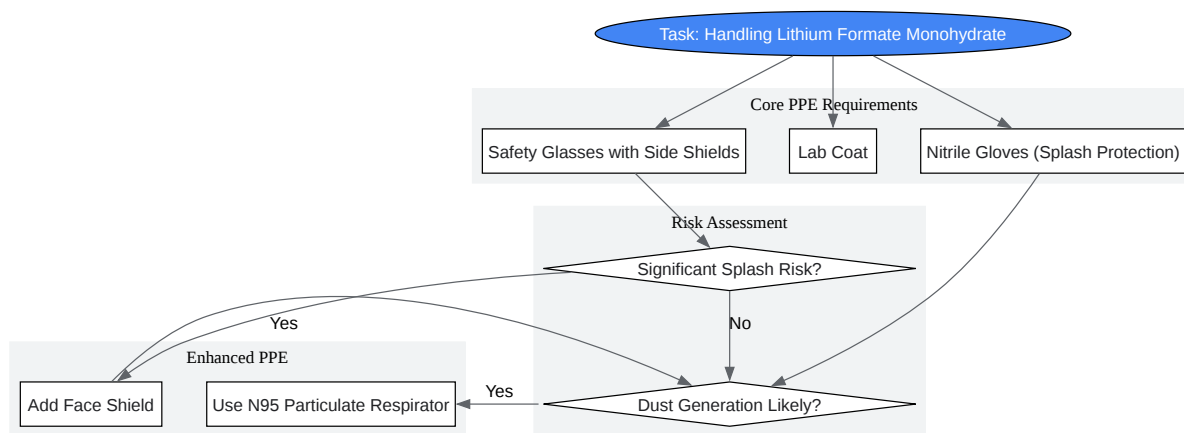 Task: Handling Lithium Formate Monohydrate
Core PPE Requirements
Safety Glasses with Side Shields
Lab Coat
Nitrile Gloves (Splash Protection)
Risk Assessment
Significant Splash Risk?
Yes
No
Enhanced PPE
Add Face Shield
Use N95 Particulate Respirator
Yes
Dust Generation Likely?